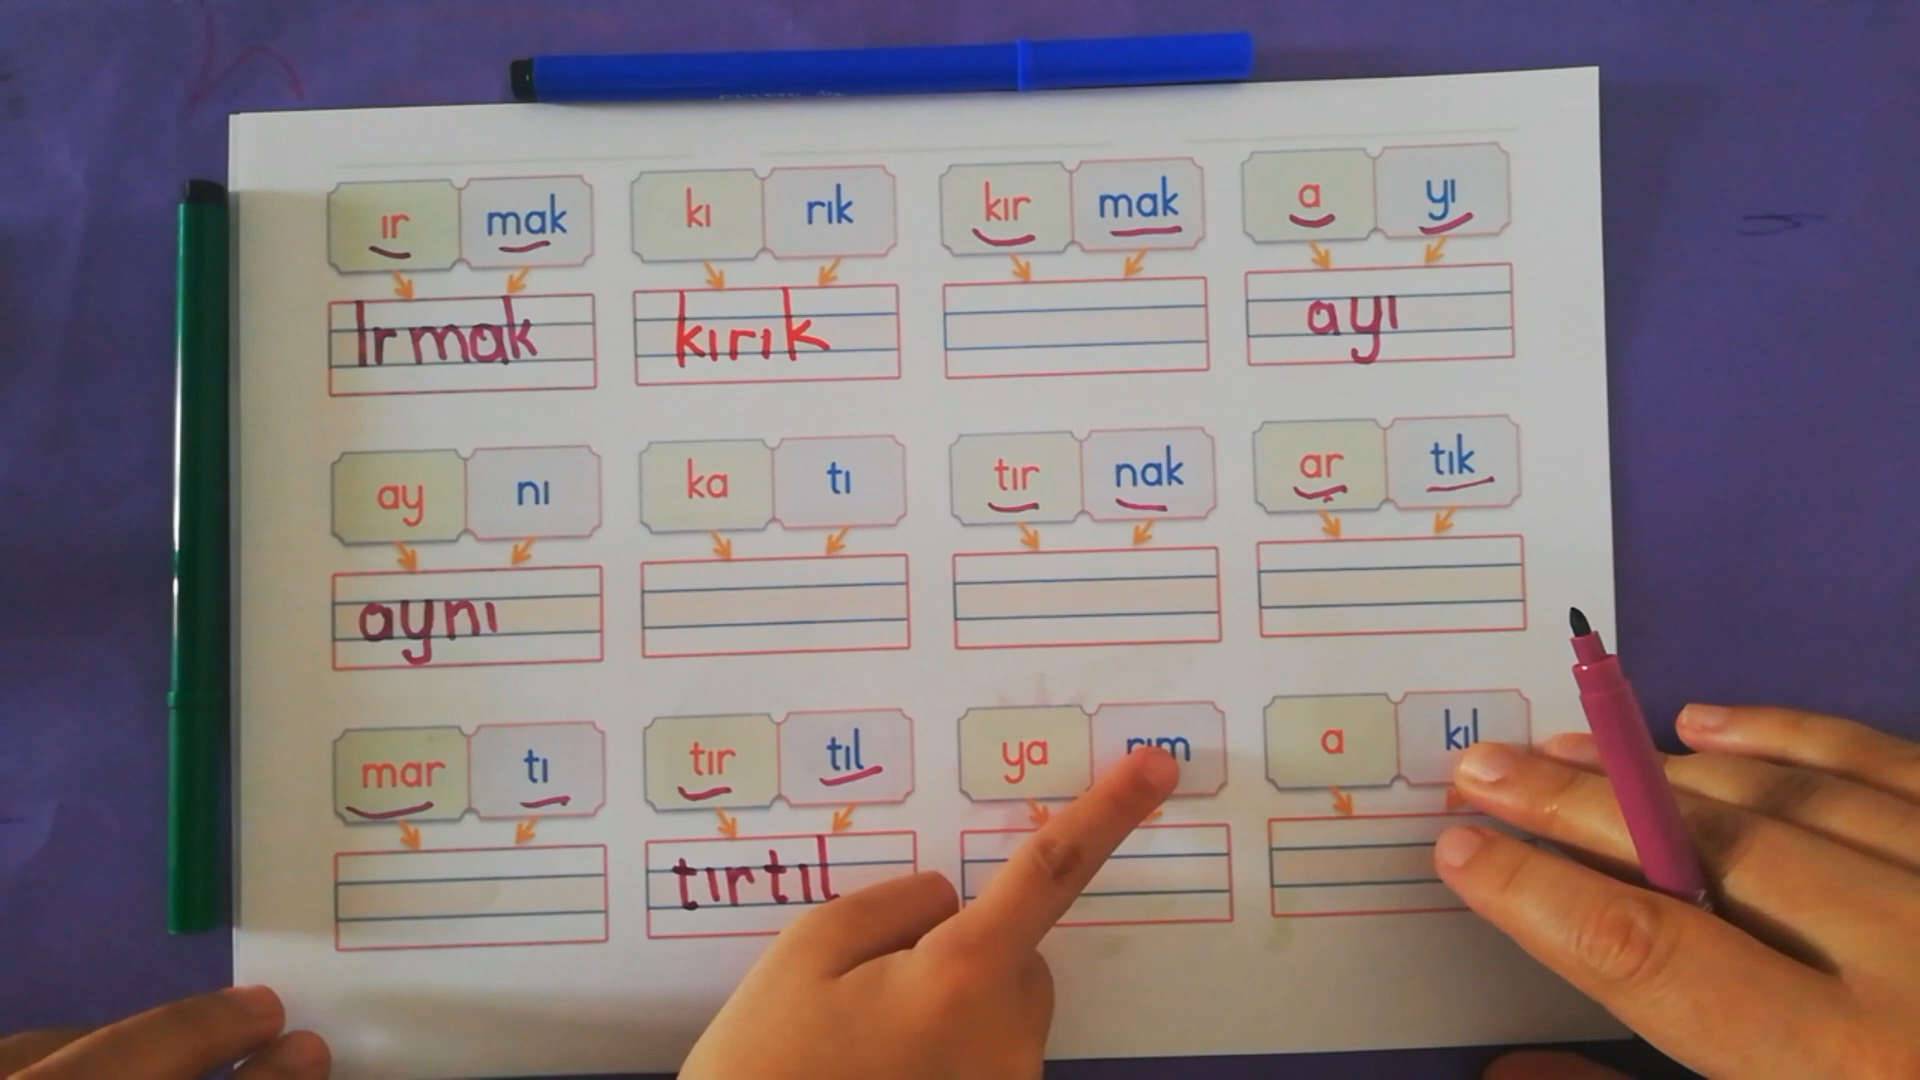 ır mak kı rık kır mak a yı
Irmak kırık ayı
ay nı ka tı tır nak ar tık
aynı
mar tı tır tıl ya rım a kıl
tırtıl